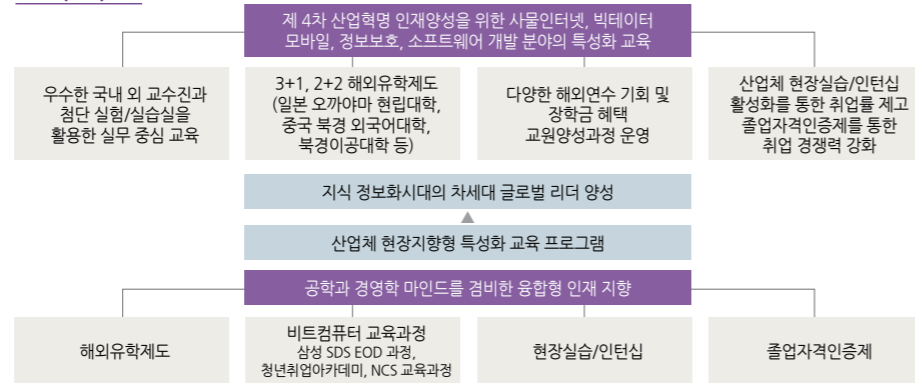 제 4차 산업혁명 인재양성을 위한 사물인터넷, 빅테이터
모바일, 정보보호, 소프트웨어 개발 분야의 특성화 교육
우수한 국내 외 교수진과
첨단 실험/실습실을
활용한 실무 중심 교육
3+1, 2+2 해외유학제도
(일본 오까야마 현립대학,
중국 북경 외국어대학,
북경이공대학 등)
다양한 해외연수 기회 및
장학금 혜택
교원양성과정 운영
산업체 현장실습/인턴십
활성화를 통한 취업률 제고
졸업자격인증제를 통한
취업 경쟁력 강화
지식 정보화시대의 차세대 글로벌 리더 양성
산업체 현장지향형 특성화 교육 프로그램
공학과 경영학 마인드를 겸비한 융합형 인재 지향
해외유학제도
비트컴퓨터 교육과정
삼성 SDS EOD 과정,
청년취업아카데미, NCS 교육과정
현장실습/인턴십
졸업자격인증제